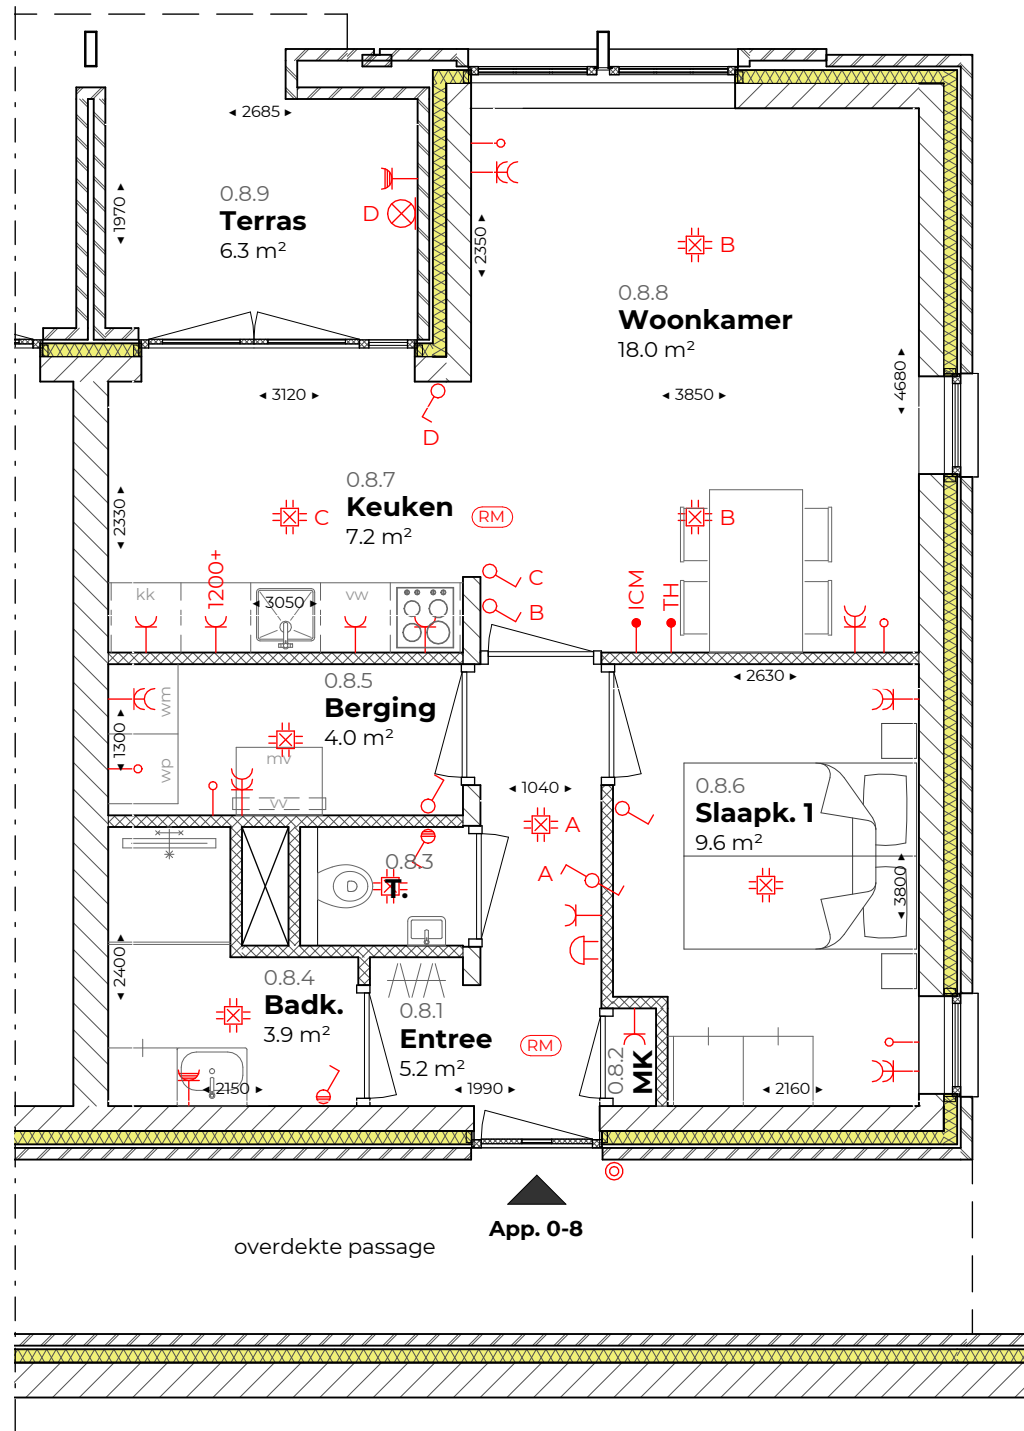 ◂ 2685 ▸
◂ 1970 ▸
0.8.9
Terras
6.3 m²
D
◂ 2350 ▸
B
0.8.8
Woonkamer
18.0 m²
◂ 3120 ▸
◂ 3850 ▸
◂ 4680 ▸
D
0.8.7
Keuken
7.2 m²
◂ 2330 ▸
C
RM
B
kk
1200+
◂ 3050 ▸
vw
C
B
ICM
TH
0.8.5
Berging
4.0 m²
◂ 2630 ▸
wm
◂ 1300 ▸
wp
mv
vv
◂ 1040 ▸
A
0.8.6
Slaapk. 1
9.6 m²
0.8.3
T.
D
A
◂ 3800 ▸
◂ 2400 ▸
0.8.4
Badk.
3.9 m²
0.8.1
Entree
5.2 m²
RM
0.8.2
MK
◂ 2150 ▸
◂ 1990 ▸
◂ 2160 ▸
App. 0-8
overdekte passage